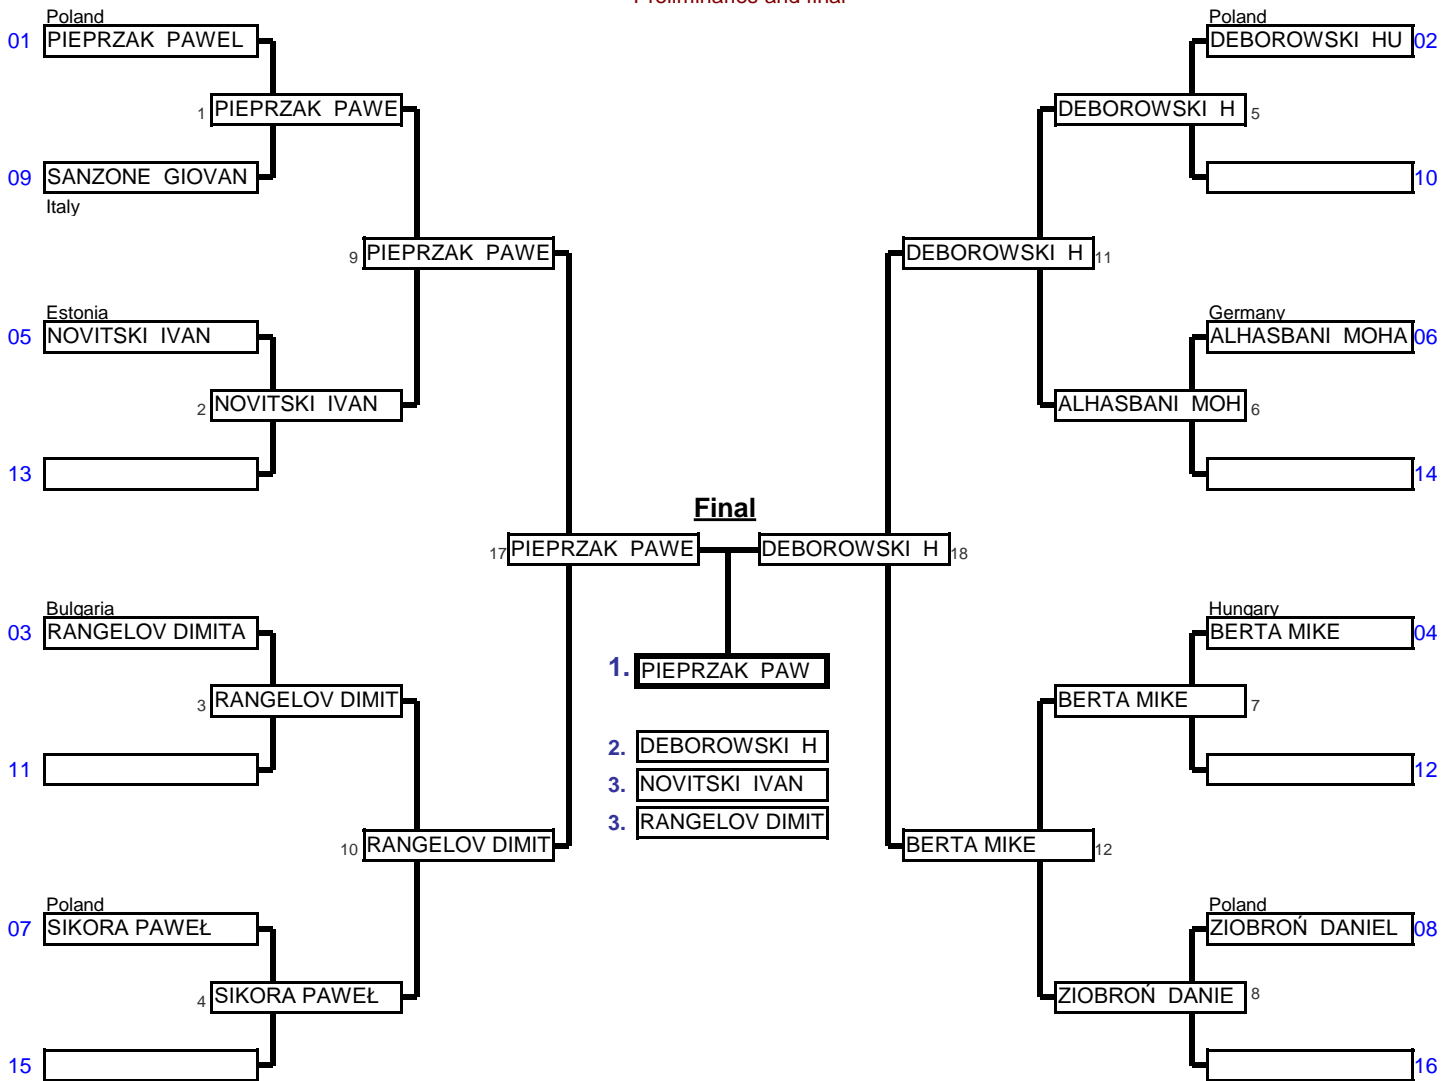 Preliminaries and final
Poland
01 PIEPRZAK PAWEL
1 PIEPRZAK PAWE
09 SANZONE GIOVAN
Italy
9 PIEPRZAK PAWE
Estonia
05 NOVITSKI IVAN
2 NOVITSKI IVAN
13
17 PIEPRZAK PAWE
Bulgaria
03 RANGELOV DIMITA
3 RANGELOV DIMIT
11
10 RANGELOV DIMIT
Poland
07 SIKORA PAWEŁ
4 SIKORA PAWEŁ
15
Final
1. PIEPRZAK PAW
2. DEBOROWSKI H
3. NOVITSKI IVAN
3. RANGELOV DIMIT
Poland
DEBOROWSKI HU 02
DEBOROWSKI H 5
10
DEBOROWSKI H 11
Germany
ALHASBANI MOHA 06
ALHASBANI MOH 6
14
DEBOROWSKI H 18
Hungary
BERTA MIKE 04
BERTA MIKE 7
12
BERTA MIKE 12
Poland
ZIOBROŃ DANIEL 08
ZIOBROŃ DANIE 8
16